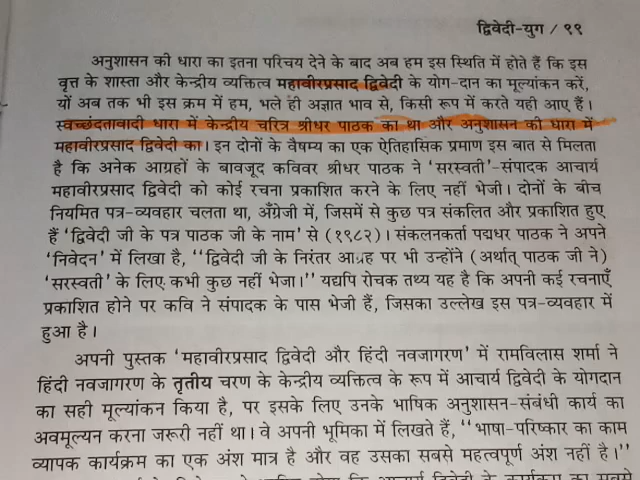 द्विवेदी-युग / ९९
अनुशासन की धारा का इतना परिचय देने के बाद अब हम इस स्थिति में होते हैं कि इस
वृत्त के शास्ता और केन्द्रीय व्यक्तित्व महावीरप्रसाद द्विवेदी के योग-दान का मूल्यांकन करें,
यों अब तक भी इस क्रम में हम, भले ही अज्ञात भाव से, किसी रूप में करते यही आए हैं।
स्वच्छंदतावादी धारा में केन्द्रीय चरित्र श्रीधर पाठक का था और अनुशासन की धारा में
महावीरप्रसाद द्विवेदी का। इन दोनों के वैषम्य का एक ऐतिहासिक प्रमाण इस बात से मिलता
है कि अनेक आग्रहों के बावजूद कविवर श्रीधर पाठक ने 'सरस्वती'-संपादक आचार्य
महावीरप्रसाद द्विवेदी को कोई रचना प्रकाशित करने के लिए नहीं भेजी। दोनों के बीच
नियमित पत्र-व्यवहार चलता था, अँग्रेजी में, जिसमें से कुछ पत्र संकलित और प्रकाशित हुए
हैं 'द्विवेदी जी के पत्र पाठक जी के नाम' से (१९८२)। संकलनकर्ता पद्मधर पाठक ने अपने
'निवेदन' में लिखा है, "द्विवेदी जी के निरंतर आग्रह पर भी उन्होंने (अर्थात् पाठक जी ने)
'सरस्वती' के लिए कभी कुछ नहीं भेजा।" यद्यपि रोचक तथ्य यह है कि अपनी कई रचनाएँ
प्रकाशित होने पर कवि ने संपादक के पास भेजी हैं, जिसका उल्लेख इस पत्र-व्यवहार में
हुआ है।
अपनी पुस्तक 'महावीरप्रसाद द्विवेदी और हिंदी नवजागरण' में रामविलास शर्मा ने
हिंदी नवजागरण के तृतीय चरण के केन्द्रीय व्यक्तित्व के रूप में आचार्य द्विवेदी के योगदान
का सही मूल्यांकन किया है, पर इसके लिए उनके भाषिक अनुशासन-संबंधी कार्य का
अवमूल्यन करना जरूरी नहीं था। वे अपनी भूमिका में लिखते हैं, "भाषा-परिष्कार का काम
व्यापक कार्यक्रम का एक अंश मात्र है और वह उसका सबसे महत्वपूर्ण अंश नहीं है।"